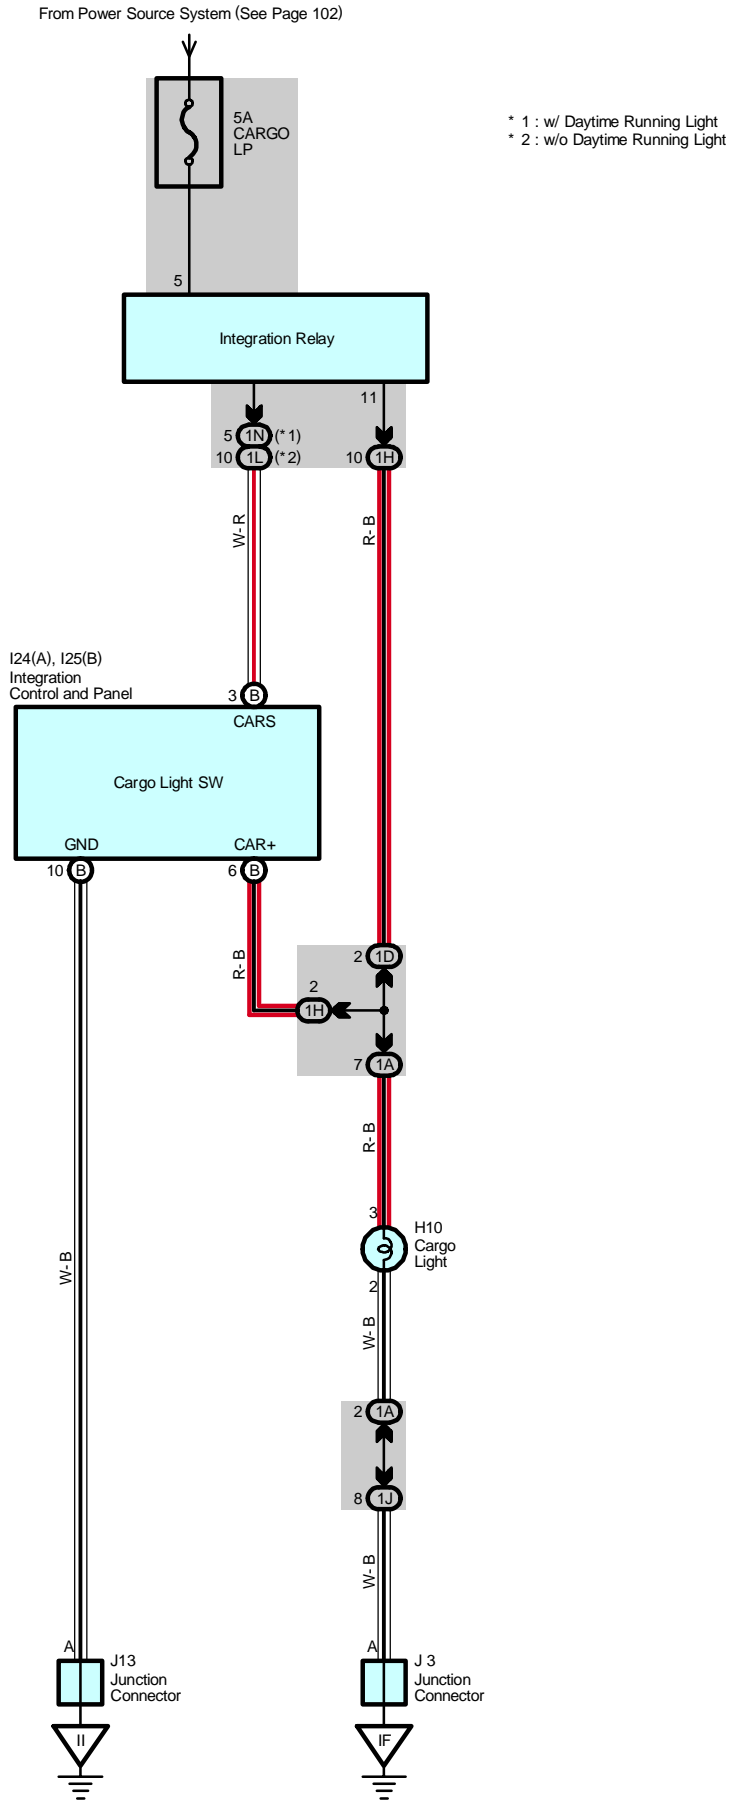 From Power Source System (See Page 102)
* 1 : w/ Daytime Running Light
* 2 : w/o Daytime Running Light
5A
CARGO
LP
5
Integration Relay
11
5 1N (* 1)
10 1L (* 2)
10 1H
W- R
R- B
I24(A), I25(B)
Integration
Control and Panel
3 B
CARS
Cargo Light SW
GND
CAR+
10 B
6 B
R- B
2 1D
2
1H
7 1A
R- B
3
H10
Cargo
Light
2
W- B
W- B
2 1A
8 1J
W- B
A
J13
Junction
Connector
A
J 3
Junction
Connector
II
IF